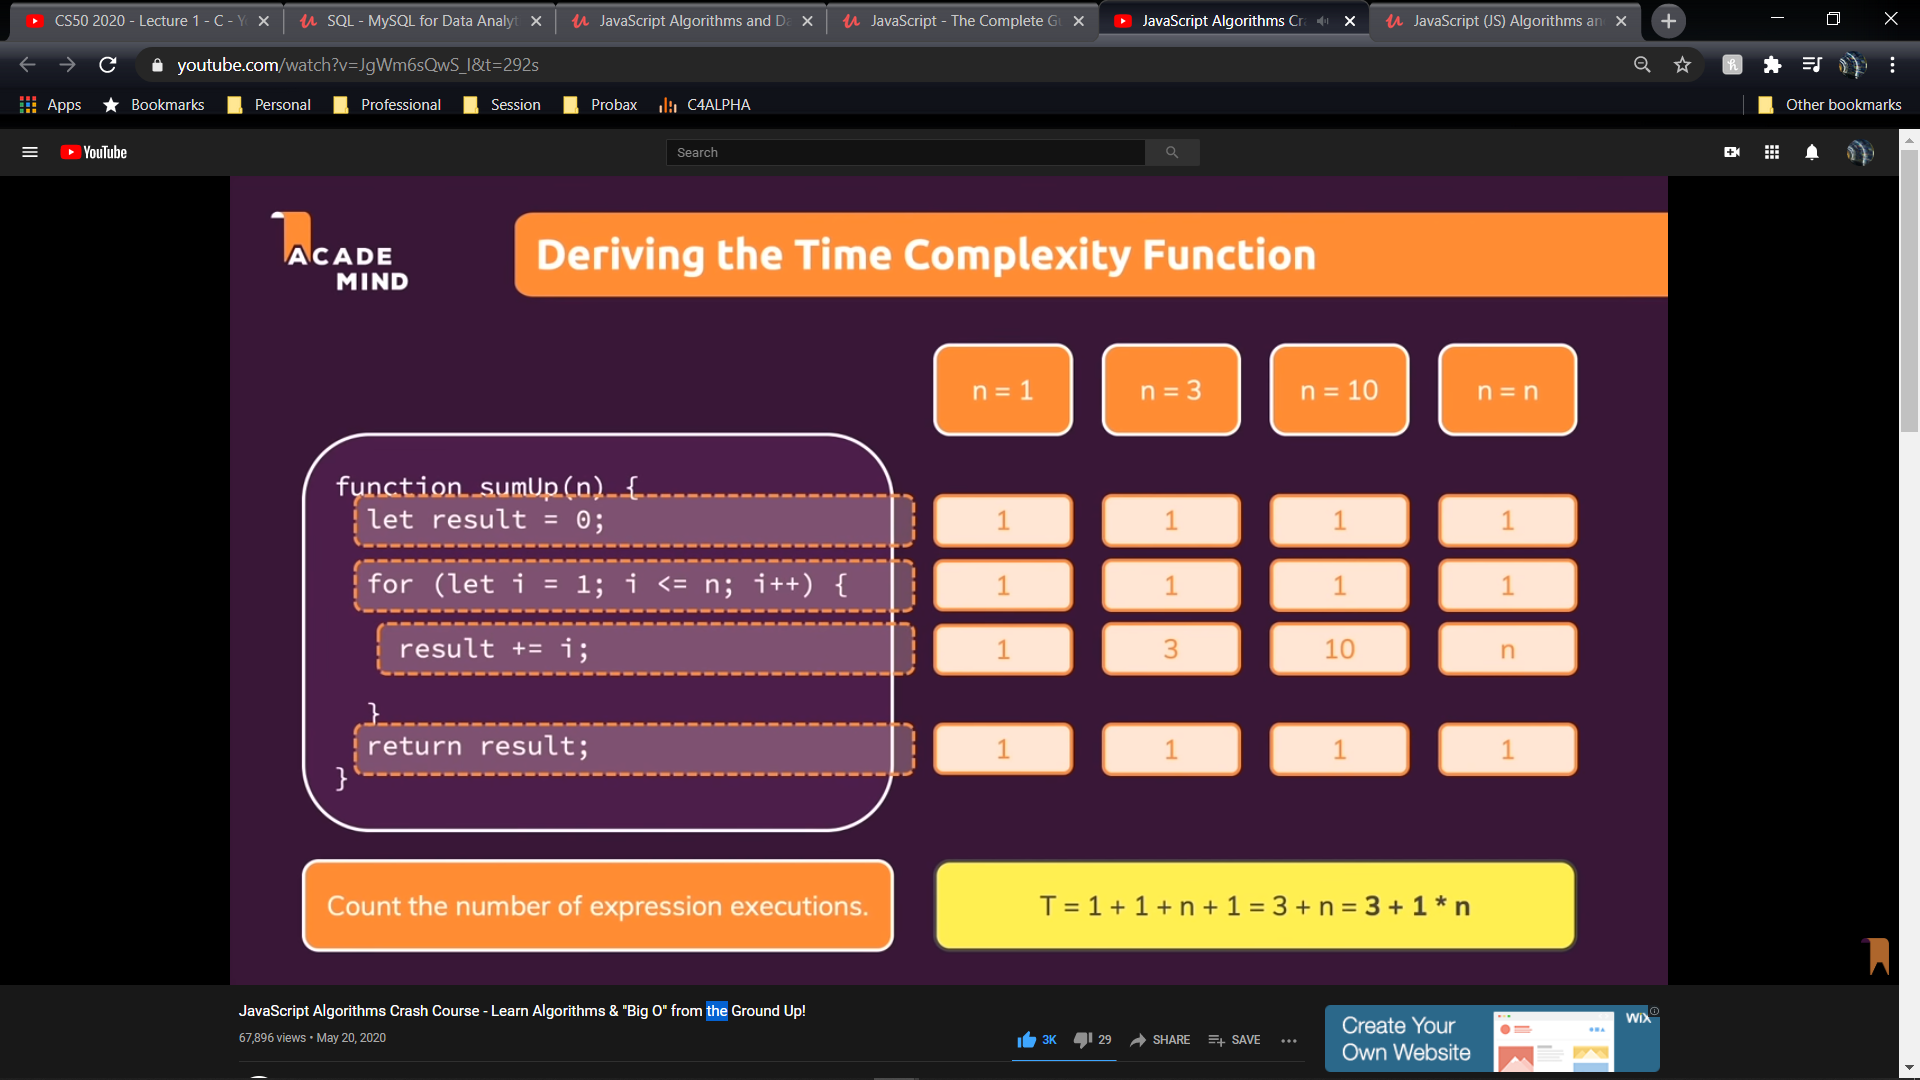 CS50 2020 - Lecture 1 - C - Y
SQL - MySQL for Data Analyt
JavaScript Algorithms and Da
JavaScript - The Complete Gu
JavaScript Algorithms Cra
JavaScript (JS) Algorithms an
youtube.com/watch?v=JgWm6sQwS_I&t=292s
Apps Bookmarks Personal Professional Session Probax C4ALPHA Other bookmarks
YouTube
Search
ACADE
MIND
Deriving the Time Complexity Function
n = 1 n = 3 n = 10 n = n
function sumUp(n) {
let result = 0; 1 1 1 1
for (let i = 1; i <= n; i++) { 1 1 1 1
result += i; 1 3 10 n
}
return result; 1 1 1 1
}
Count the number of expression executions.
T = 1 + 1 + n + 1 = 3 + n = 3 + 1 * n
JavaScript Algorithms Crash Course - Learn Algorithms & "Big O" from the Ground Up!
67,896 views • May 20, 2020
3K 29 SHARE SAVE
Create Your
Own Website
WiX